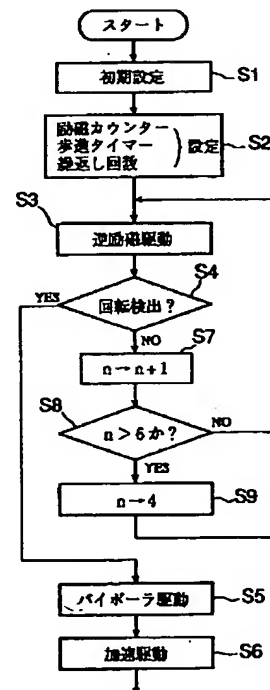 スタート
初期設定 S1
励磁カウンター
歩進タイマー
繰返し回数
設定 S2
S3
逆励磁駆動
S4
回転検出?
YES
NO
S7
n→n+1
S8
n>6か?
NO
YES
n→4 S9
バイポーラ駆動 S5
加速駆動 S6